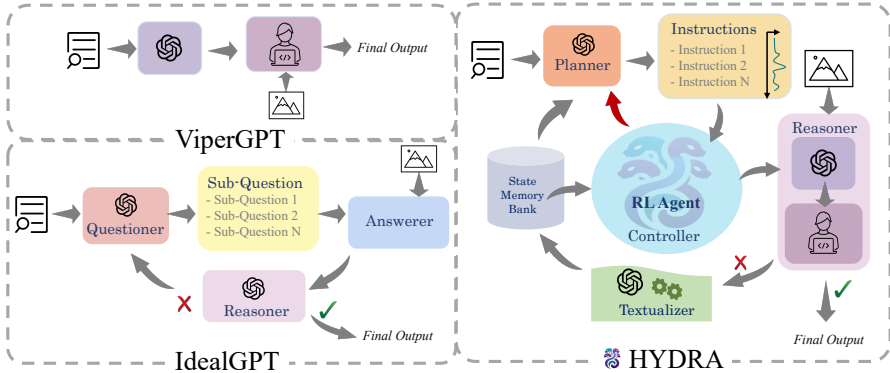 Final Output
ViperGPT
Questioner
Sub-Question
- Sub-Question 1
- Sub-Question 2
- Sub-Question N
Answerer
Reasoner
Final Output
IdealGPT
Planner
Instructions
- Instruction 1
- Instruction 2
- Instruction N
Reasoner
State
Memory
Bank
RL Agent
Controller
Textualizer
Final Output
HYDRA